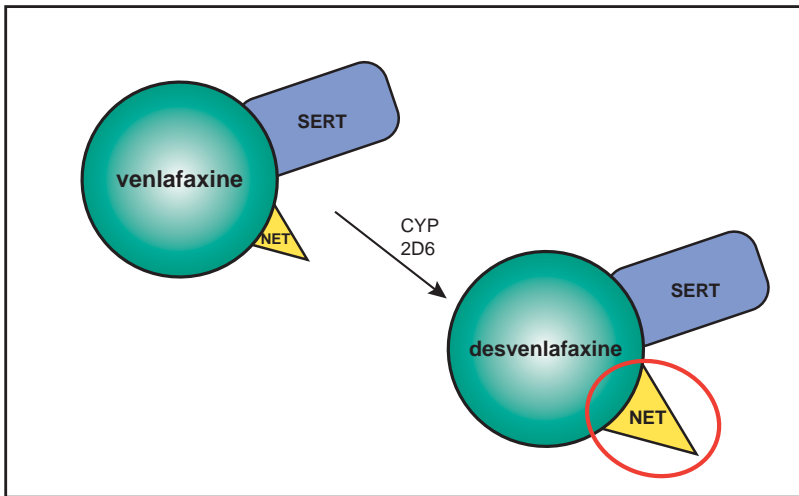 SERT
venlafaxine
NET
CYP
2D6
SERT
desvenlafaxine
NET